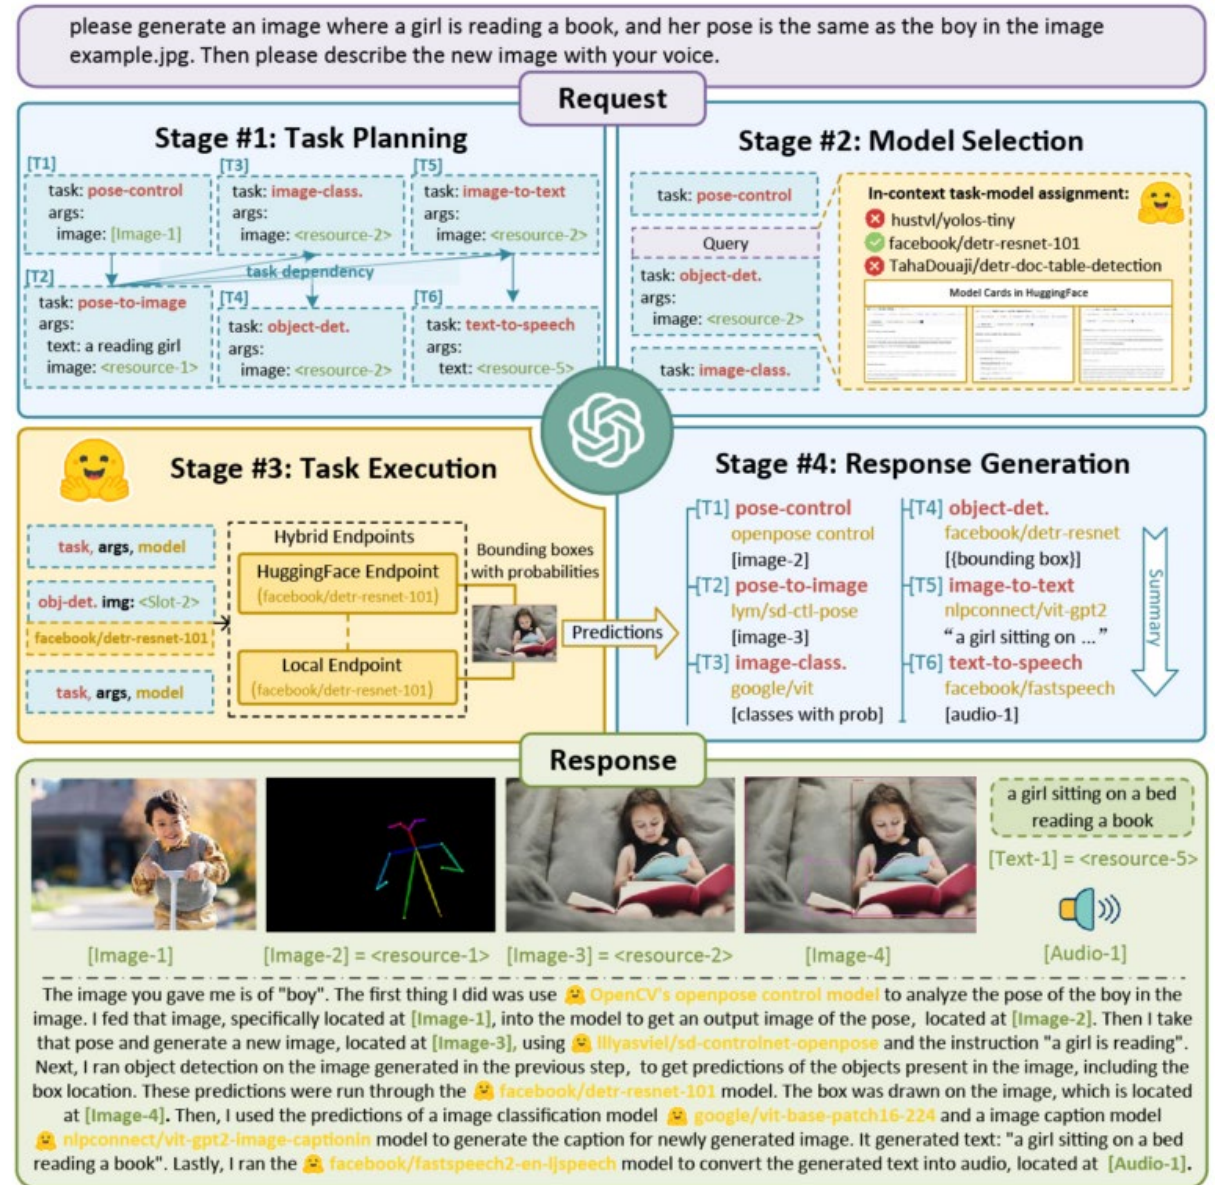 please generate an image where a girl is reading a book, and her pose is the same as the boy in the image
example.jpg. Then please describe the new image with your voice.
Request
Stage #1: Task Planning
[T1]
task: pose-control
args:
image: [Image-1]
[T3]
task: image-class.
args:
image: <resource-2>
[T5]
task: image-to-text
args:
image: <resource-2>
task dependency
[T2]
task: pose-to-image
args:
text: a reading girl
image: <resource-1>
[T4]
task: object-det.
args:
image: <resource-2>
[T6]
task: text-to-speech
args:
text: <resource-5>
Stage #2: Model Selection
task: pose-control
Query
task: object-det.
args:
image: <resource-2>
task: image-class.
In-context task-model assignment:
hustvl/yolos-tiny
facebook/detr-resnet-101
TahaDouaji/detr-doc-table-detection
Model Cards in HuggingFace
Stage #3: Task Execution
task, args, model
obj-det. img: <Slot-2>
facebook/detr-resnet-101
task, args, model
Hybrid Endpoints
HuggingFace Endpoint
(facebook/detr-resnet-101)
Local Endpoint
(facebook/detr-resnet-101)
Bounding boxes
with probabilities
Predictions
Stage #4: Response Generation
[T1] pose-control
openpose control
[image-2]
[T2] pose-to-image
lym/sd-ctl-pose
[image-3]
[T3] image-class.
google/vit
[classes with prob]
[T4] object-det.
facebook/detr-resnet
[{bounding box}]
[T5] image-to-text
nlpconnect/vit-gpt2
“a girl sitting on ...”
[T6] text-to-speech
facebook/fastspeech
[audio-1]
Summary
Response
a girl sitting on a bed
reading a book
[Text-1] = <resource-5>
[Image-1]
[Image-2] = <resource-1>
[Image-3] = <resource-2>
[Image-4]
[Audio-1]
The image you gave me is of "boy". The first thing I did was use OpenCV's openpose control model to analyze the pose of the boy in the
image. I fed that image, specifically located at [Image-1], into the model to get an output image of the pose, located at [Image-2]. Then I take
that pose and generate a new image, located at [Image-3], using lllyasviel/sd-controlnet-openpose and the instruction "a girl is reading".
Next, I ran object detection on the image generated in the previous step, to get predictions of the objects present in the image, including the
box location. These predictions were run through the facebook/detr-resnet-101 model. The box was drawn on the image, which is located
at [Image-4]. Then, I used the predictions of a image classification model google/vit-base-patch16-224 and a image caption model
nlpconnect/vit-gpt2-image-captionin model to generate the caption for newly generated image. It generated text: "a girl sitting on a bed
reading a book". Lastly, I ran the facebook/fastspeech2-en-ljspeech model to convert the generated text into audio, located at [Audio-1].